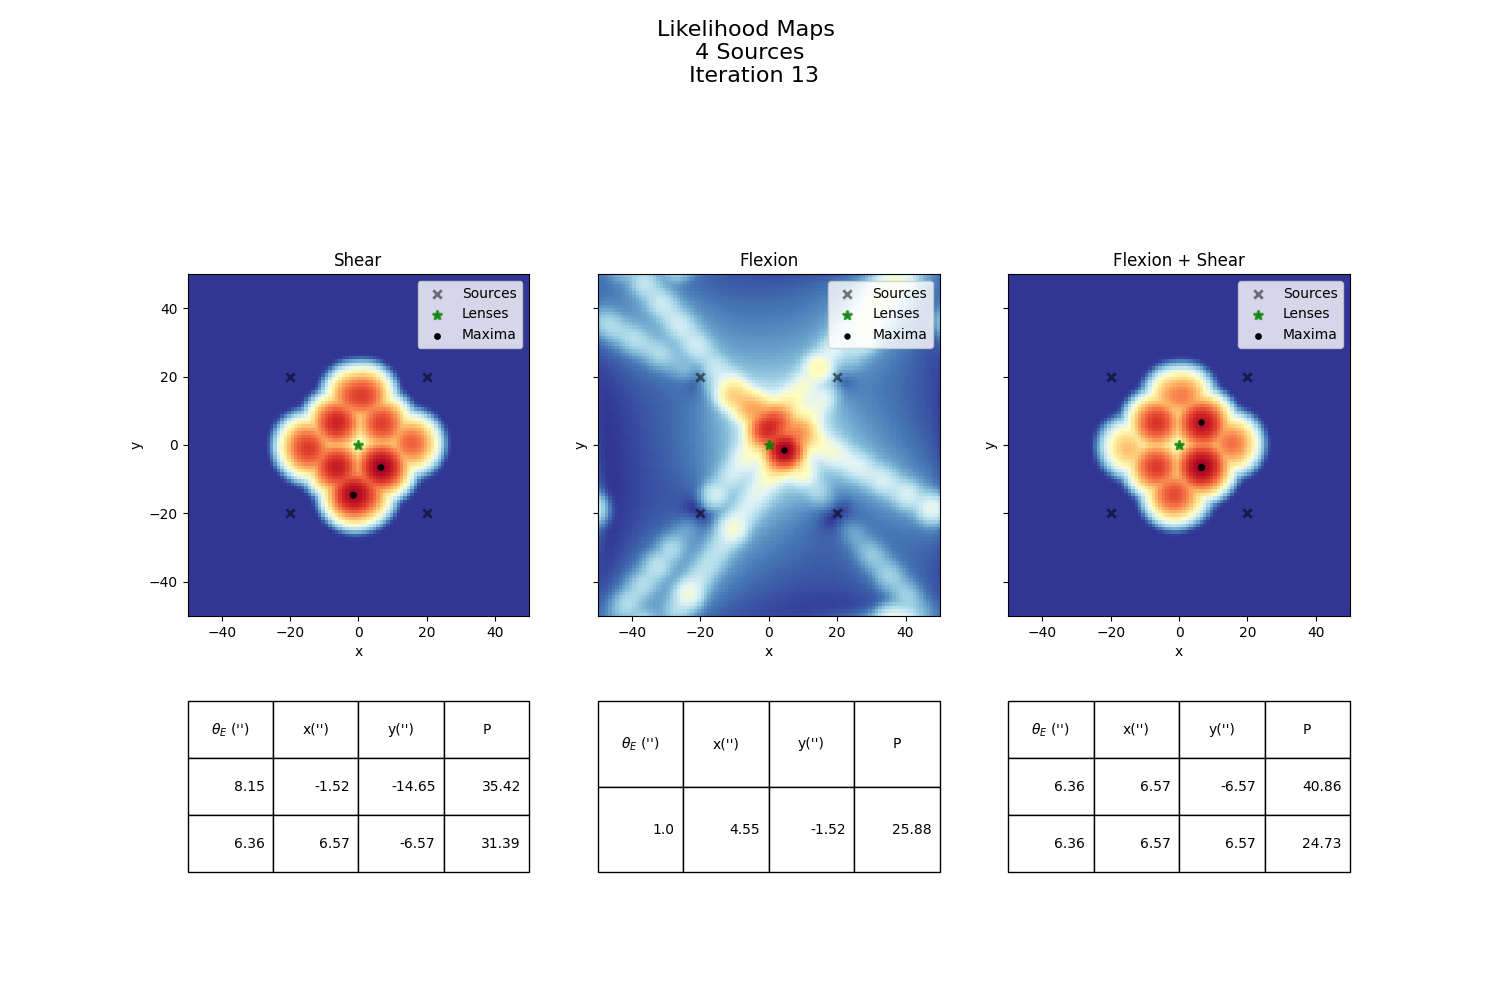 Likelihood Maps
4 Sources
Iteration 13
Shear
Sources
Lenses
Maxima
y
40
20
0
−20
−40
−40 −20 0 20 40
x
Flexion
Sources
Lenses
Maxima
y
−40 −20 0 20 40
x
Flexion + Shear
Sources
Lenses
Maxima
y
−40 −20 0 20 40
x
θ_E ('') x('') y('') P
8.15 -1.52 -14.65 35.42
6.36 6.57 -6.57 31.39
θ_E ('') x('') y('') P
1.0 4.55 -1.52 25.88
θ_E ('') x('') y('') P
6.36 6.57 -6.57 40.86
6.36 6.57 6.57 24.73